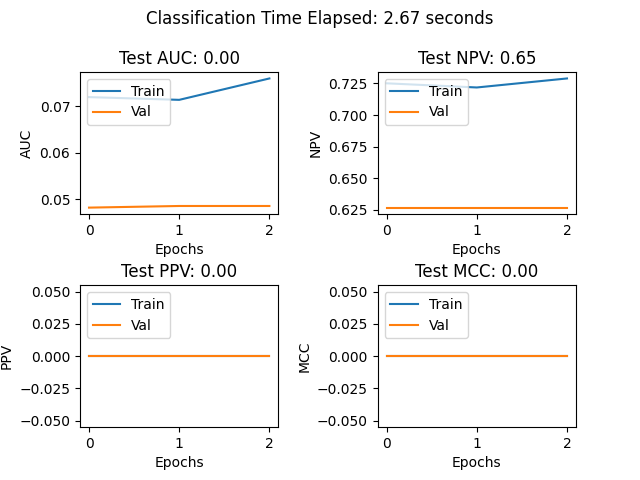 Classification Time Elapsed: 2.67 seconds
Test AUC: 0.00
Train
Val
0.07
0.06
0.05
AUC
0 1 2
Epochs
Test NPV: 0.65
Train
Val
0.725
0.700
0.675
0.650
0.625
NPV
0 1 2
Epochs
Test PPV: 0.00
Train
Val
0.050
0.025
0.000
−0.025
−0.050
PPV
0 1 2
Epochs
Test MCC: 0.00
Train
Val
0.050
0.025
0.000
−0.025
−0.050
MCC
0 1 2
Epochs